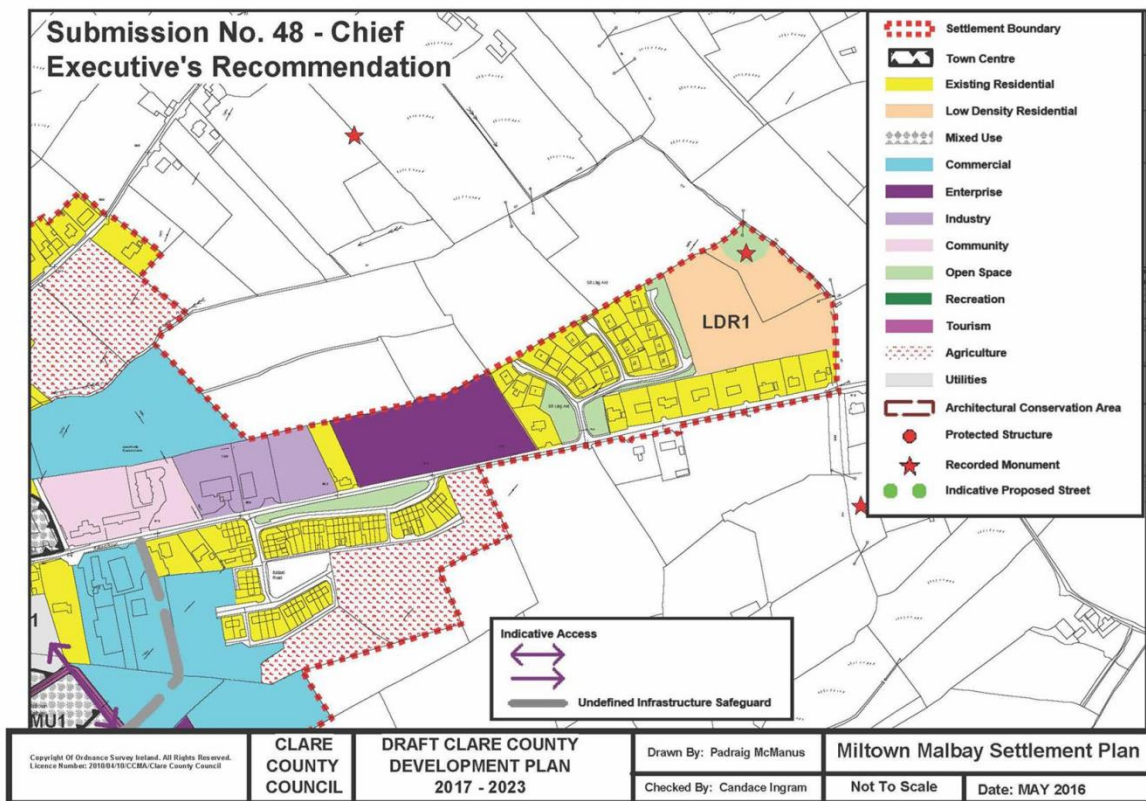 Submission No. 48 - Chief
Executive's Recommendation
Settlement Boundary
Town Centre
Existing Residential
Low Density Residential
Mixed Use
Commercial
Enterprise
Industry
Community
Open Space
Recreation
Tourism
Agriculture
Utilities
Architectural Conservation Area
Protected Structure
Recorded Monument
Indicative Proposed Street
LDR1
1
MU1
Indicative Access
Undefined Infrastructure Safeguard
Copyright Of Ordnance Survey Ireland. All Rights Reserved.
Licence Number: 2010/04/10/CCMA/Clare County Council
CLARE
COUNTY
COUNCIL
DRAFT CLARE COUNTY
DEVELOPMENT PLAN
2017 - 2023
Drawn By: Padraig McManus
Checked By: Candace Ingram
Miltown Malbay Settlement Plan
Not To Scale
Date: MAY 2016